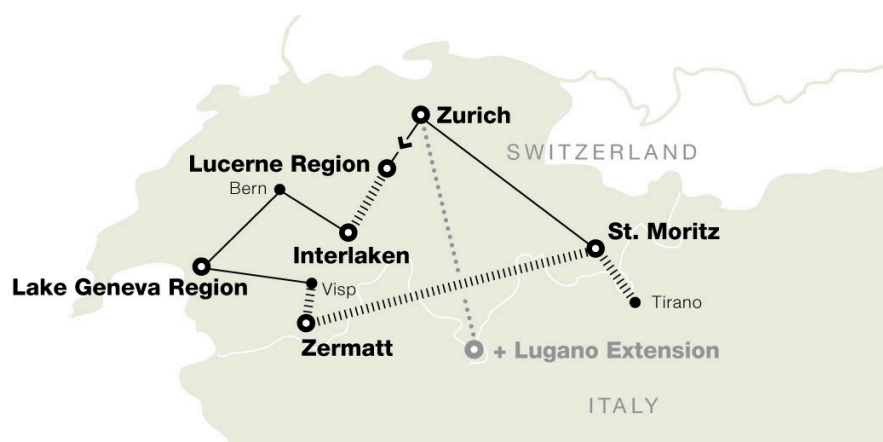 Zurich
SWITZERLAND
Lucerne Region
Bern
St. Moritz
Interlaken
Lake Geneva Region
Visp
Tirano
Zermatt
+ Lugano Extension
ITALY